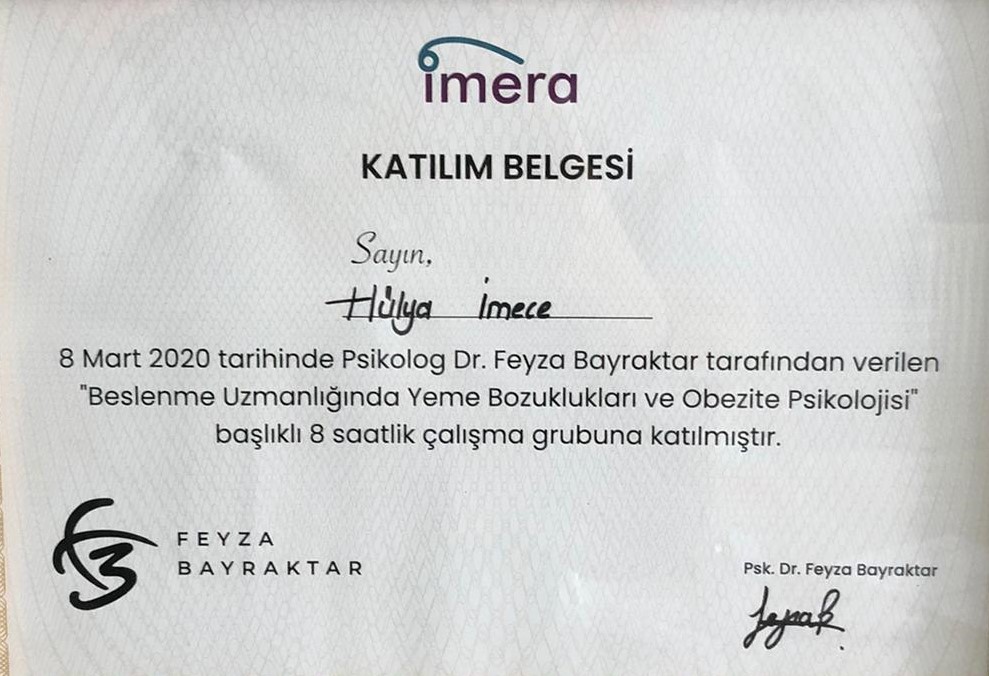 imera
KATILIM BELGESİ
Sayın,
Hülya İmece
8 Mart 2020 tarihinde Psikolog Dr. Feyza Bayraktar tarafından verilen
"Beslenme Uzmanlığında Yeme Bozuklukları ve Obezite Psikolojisi"
başlıklı 8 saatlik çalışma grubuna katılmıştır.
FEYZA
BAYRAKTAR
Psk. Dr. Feyza Bayraktar